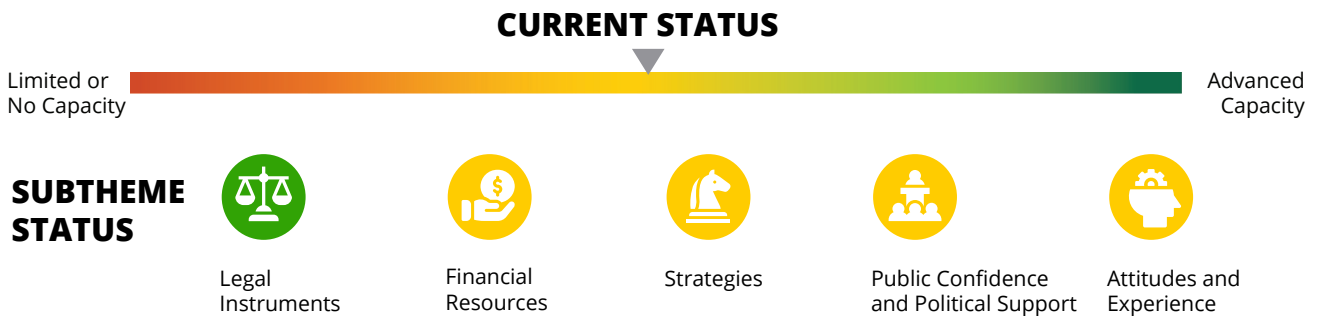 CURRENT STATUS
Limited or
No Capacity
Advanced
Capacity
SUBTHEME
STATUS
$
Legal
Instruments
Financial
Resources
Strategies
Public Confidence
and Political Support
Attitudes and
Experience